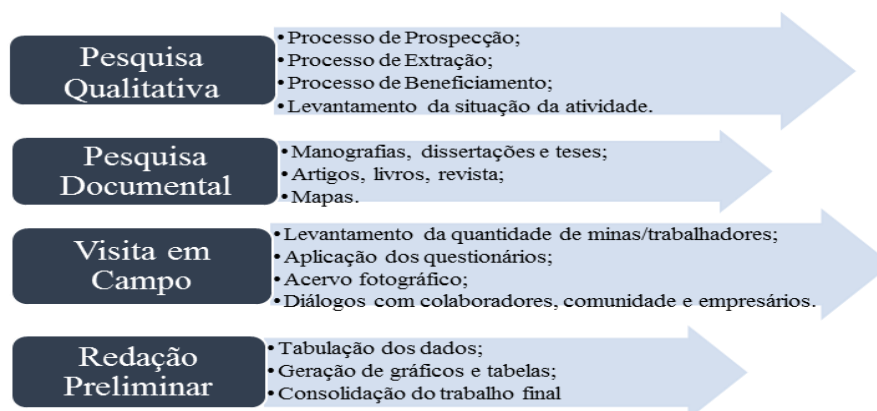 Pesquisa
Qualitativa
• Processo de Prospecção;
• Processo de Extração;
• Processo de Beneficiamento;
• Levantamento da situação da atividade.
Pesquisa
Documental
• Manografias, dissertações e teses;
• Artigos, livros, revista;
• Mapas.
Visita em
Campo
• Levantamento da quantidade de minas/trabalhadores;
• Aplicação dos questionários;
• Acervo fotográfico;
• Diálogos com colaboradores, comunidade e empresários.
Redação
Preliminar
• Tabulação dos dados;
• Geração de gráficos e tabelas;
• Consolidação do trabalho final